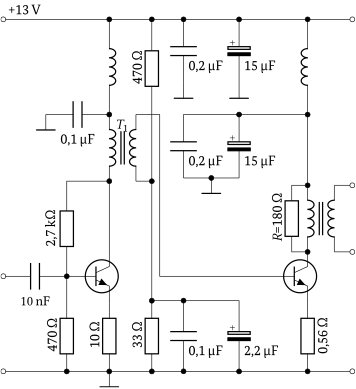 +13 V
470 Ω
0,2 µF
+
15 µF
0,1 µF
T1
0,2 µF
+
15 µF
2,7 kΩ
R=180 Ω
10 nF
470 Ω
10 Ω
33 Ω
0,1 µF
+
2,2 µF
0,56 Ω